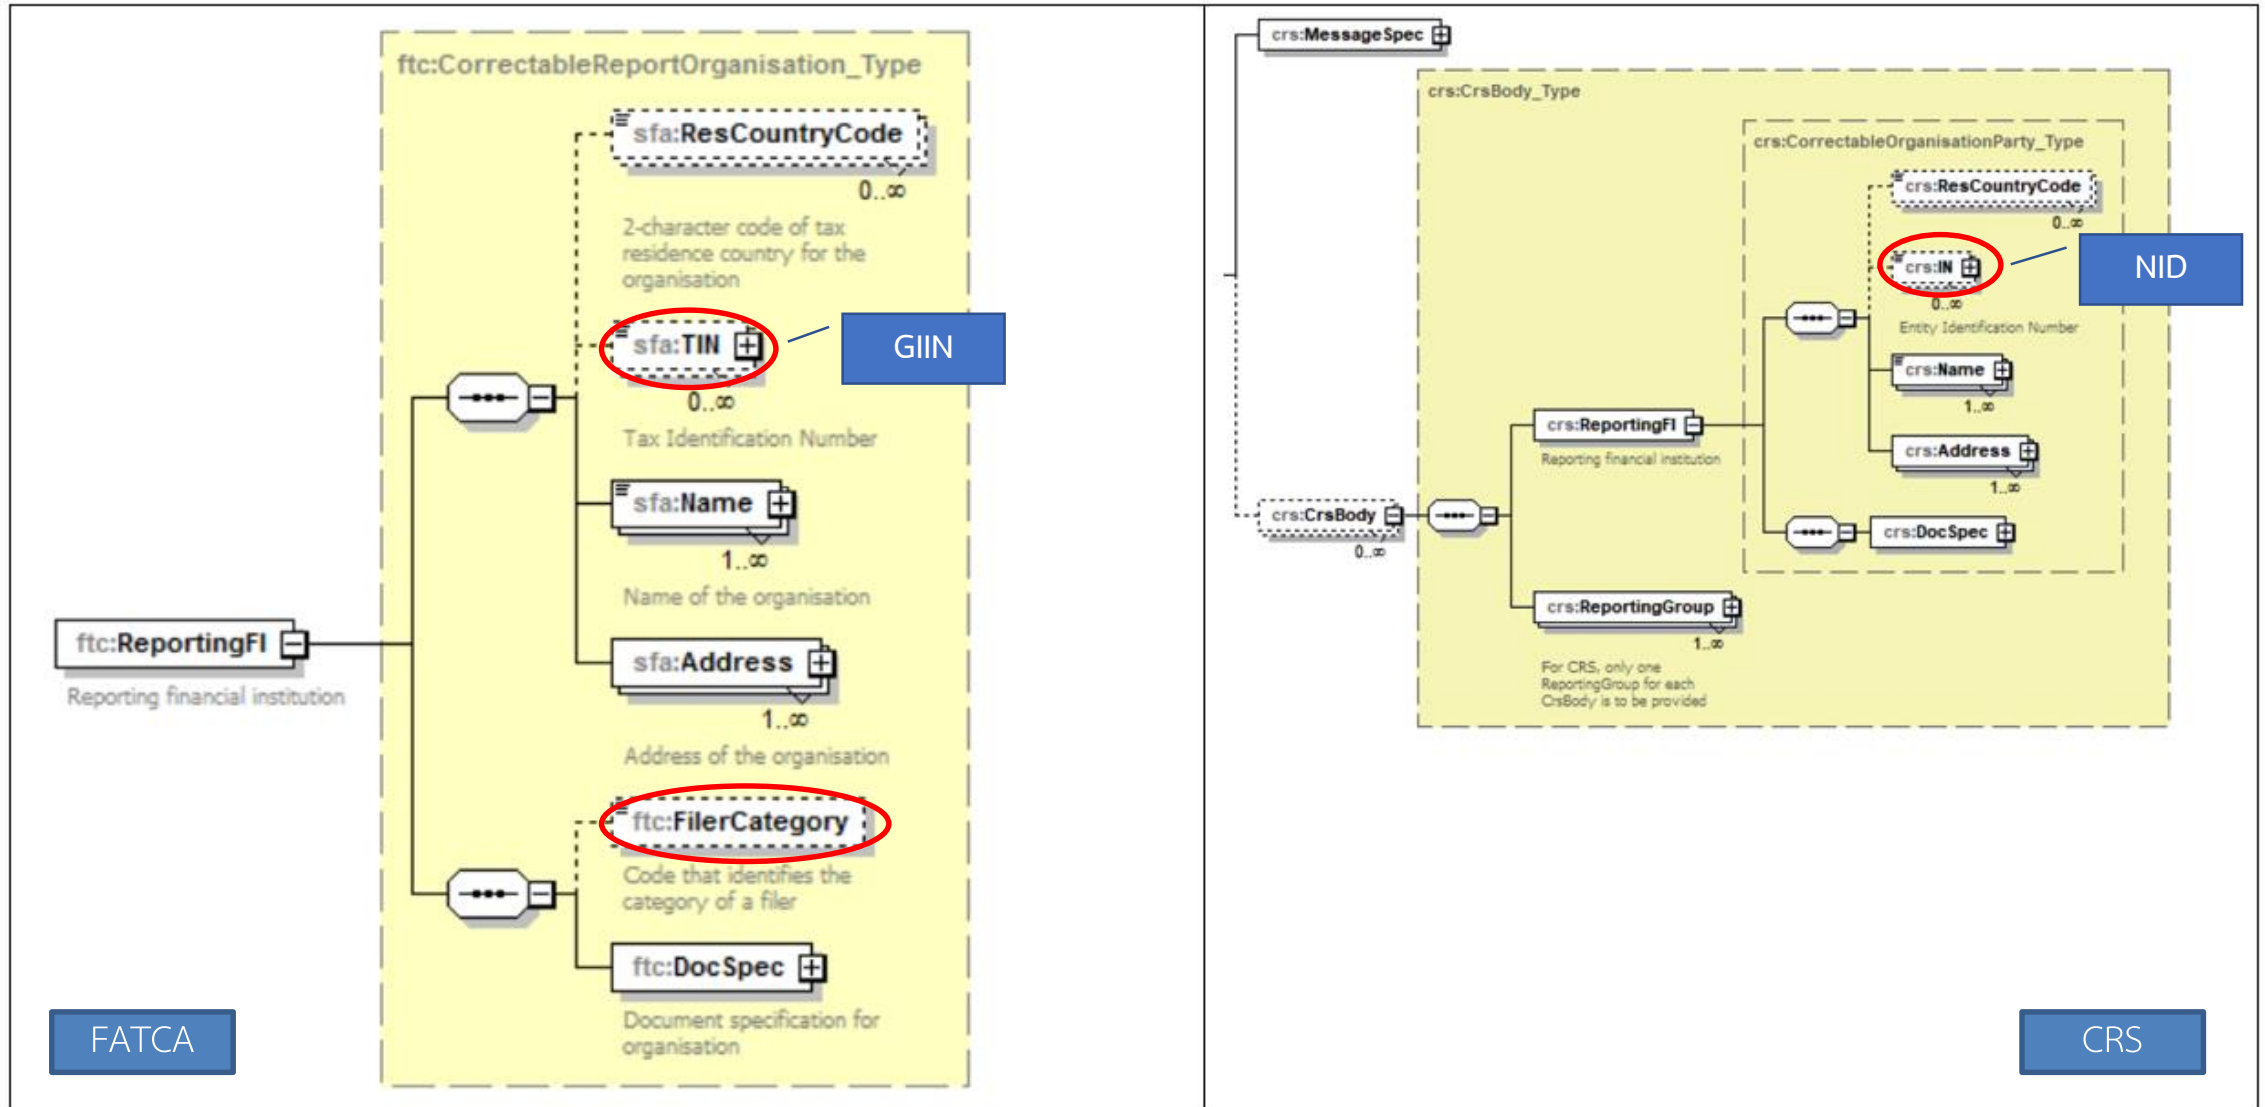 ftc:CorrectableReportOrganisation_Type
sfa:ResCountryCode
0..∞
2-character code of tax
residence country for the
organisation
sfa:TIN
GIIN
0..∞
Tax Identification Number
sfa:Name
1..∞
Name of the organisation
ftc:ReportingFI
Reporting financial institution
sfa:Address
1..∞
Address of the organisation
ftc:FilerCategory
Code that identifies the
category of a filer
ftc:DocSpec
Document specification for
organisation
FATCA
crs:MessageSpec
crs:CrsBody_Type
crs:CorrectableOrganisationParty_Type
crs:ResCountryCode
0..∞
crs:IN
NID
0..∞
Entity Identification Number
crs:Name
1..∞
crs:ReportingFI
Reporting financial institution
crs:Address
1..∞
crs:CrsBody
0..∞
crs:DocSpec
crs:ReportingGroup
1..∞
For CRS, only one
ReportingGroup for each
CrsBody is to be provided
CRS